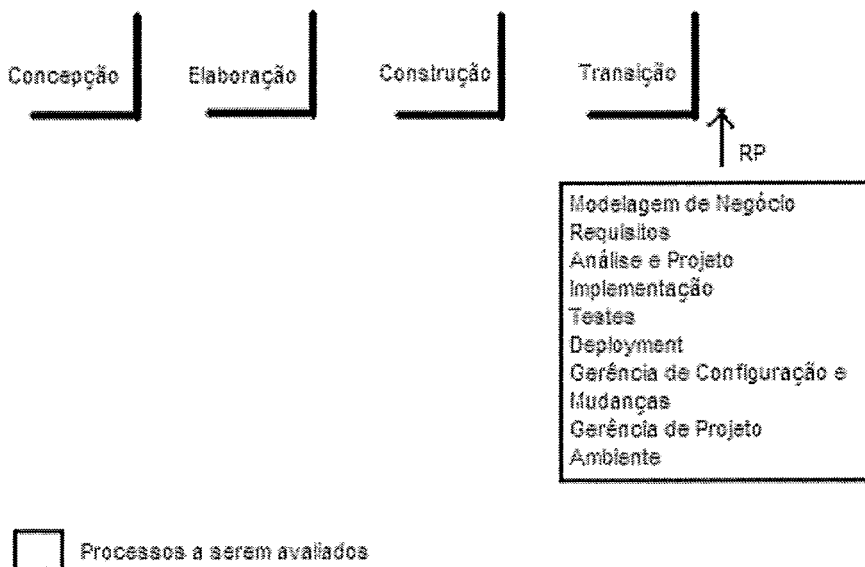 Concepção
Elaboração
Construção
Transição
RP
Modelagem de Negócio
Requisitos
Análise e Projeto
Implementação
Testes
Deployment
Gerência de Configuração e
Mudanças
Gerência de Projeto
Ambiente
Processos a serem avaliados